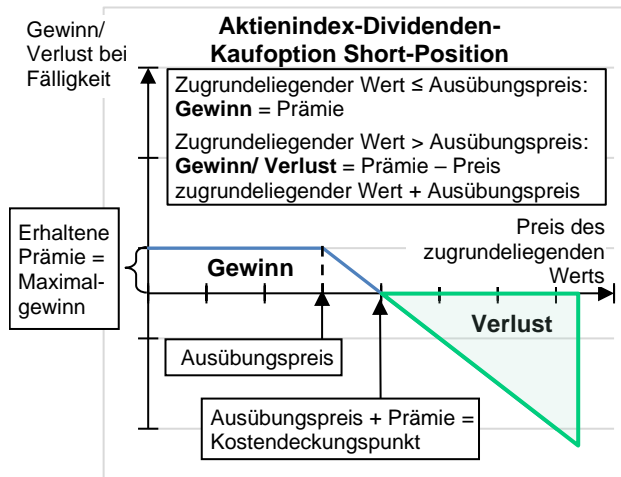 Gewinn/
Verlust bei
Fälligkeit
Aktienindex-Dividenden-
Kaufoption Short-Position
Zugrundeliegender Wert ≤ Ausübungspreis:
Gewinn = Prämie
Zugrundeliegender Wert > Ausübungspreis:
Gewinn/ Verlust = Prämie – Preis
zugrundeliegender Wert + Ausübungspreis
Erhaltene
Prämie =
Maximal-
gewinn
Gewinn
Preis des
zugrundeliegenden
Werts
Verlust
Ausübungspreis
Ausübungspreis + Prämie =
Kostendeckungspunkt